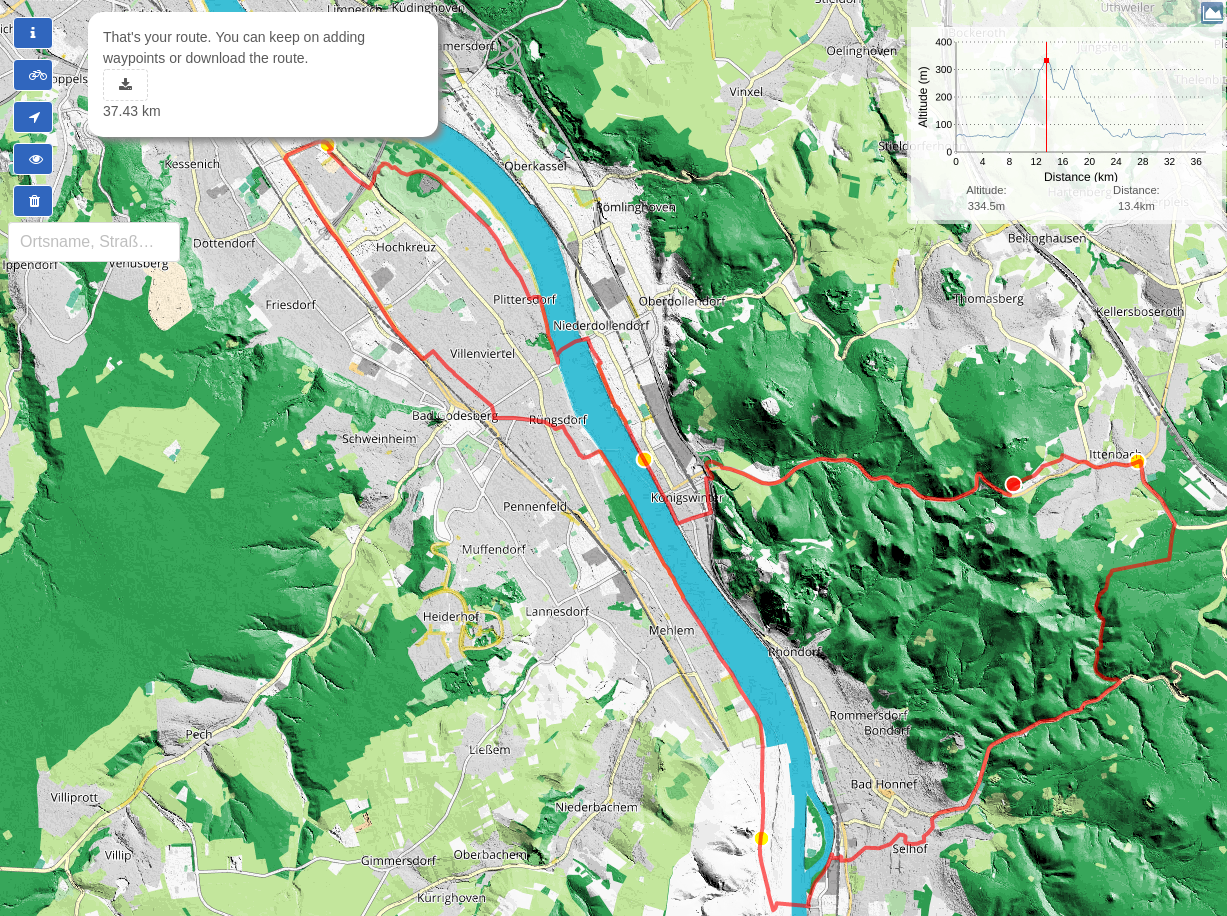 Limperich
Küdinghoven
Stieldorf
Uthweiler
That's your route. You can keep on adding
waypoints or download the route.
37.43 km
Oelinghoven
Vinxel
Kessenich
Oberkassel
Römlinghoven
Ortsname, Straß…
Dottendorf
Venusberg
Ippendorf
Hochkreuz
Friesdorf
Plittersdorf
Oberdollendorf
Niederdollendorf
Villenviertel
Bad Godesberg
Rüngsdorf
Schweinheim
Königswinter
Pennenfeld
Muffendorf
Heiderhof
Lannesdorf
Mehlem
Rhöndorf
Rommersdorf
Bondorf
Pech
Ließem
Bad Honnef
Villiprott
Niederbachem
Villip
Gimmersdorf
Oberbachem
Selhof
Kürrighoven
Bellinghausen
Thomasberg
Kellersboseroth
Ittenbach
Altitude (m)
400
300
200
100
0
0 4 8 12 16 20 24 28 32 36
Distance (km)
Altitude: Distance:
334.5m 13.4km